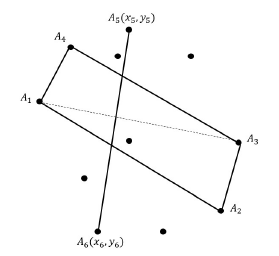 A₅(x₅, y₅)
A₄
A₁
A₃
A₂
A₆(x₆, y₆)